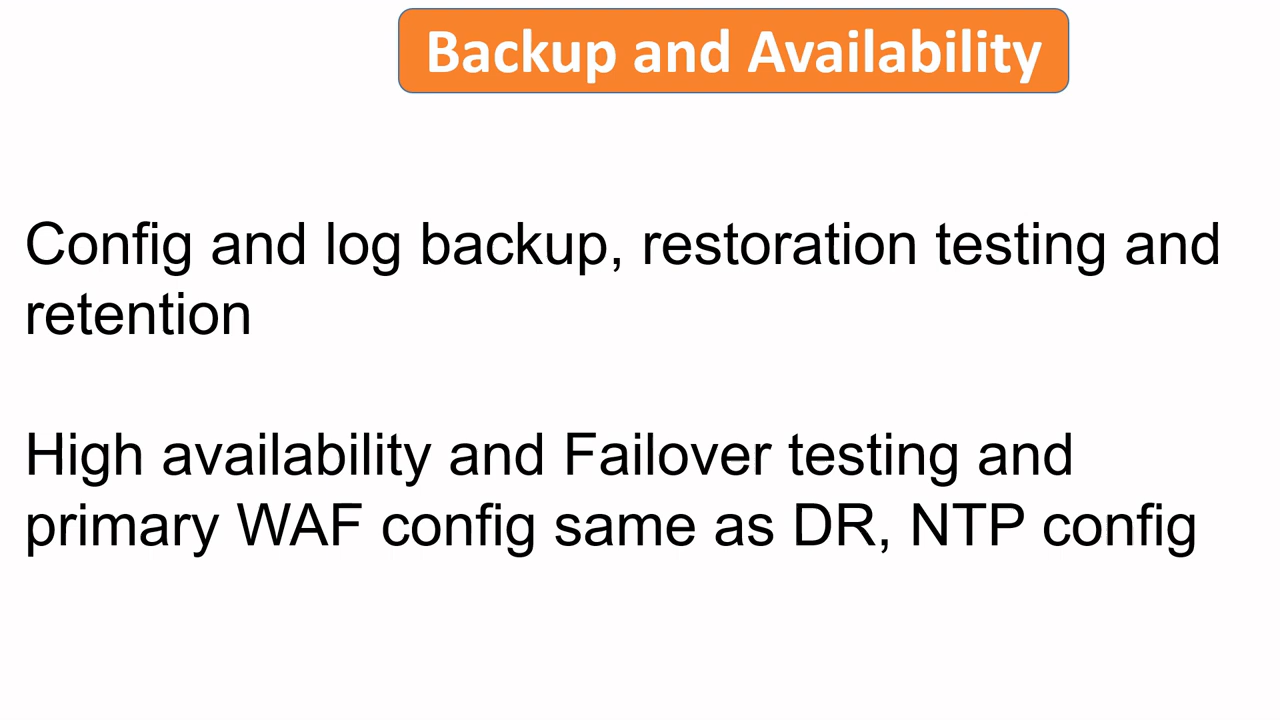 Backup and Availability
Config and log backup, restoration testing and
retention
High availability and Failover testing and
primary WAF config same as DR, NTP config